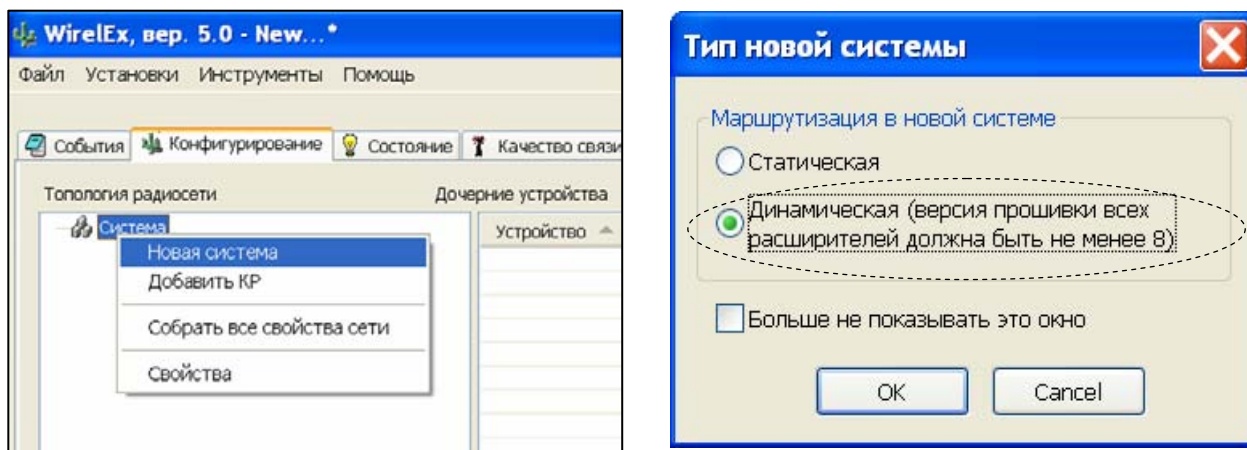 WirelEx, вер. 5.0 - New...*
Файл Установки Инструменты Помощь
События Конфигурирование Состояние Качество связи
Топология радиосети Дочерние устройства
Система Устройство
Новая система
Добавить КР
Собрать все свойства сети
Свойства
Тип новой системы
Маршрутизация в новой системе
Статическая
Динамическая (версия прошивки всех
расширителей должна быть не менее 8)
Больше не показывать это окно
OK Cancel